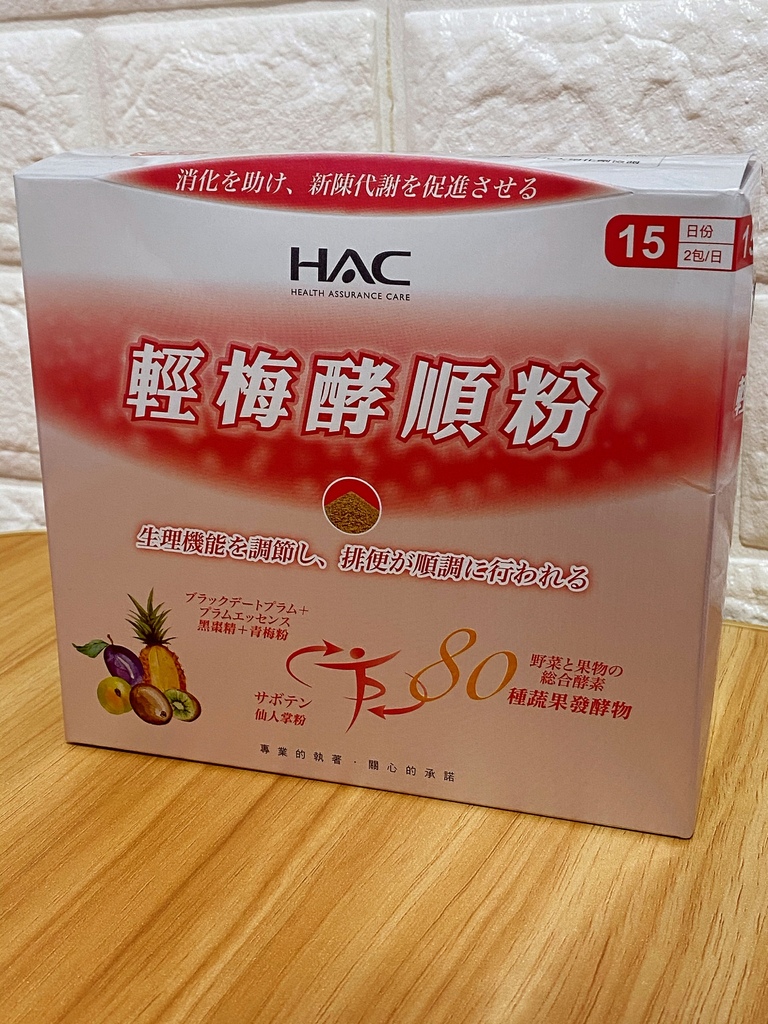 消化を助け、新陳代謝を促進させる
15
日份
2包/日
HAC
HEALTH ASSURANCE CARE
輕梅酵順粉
生理機能を調節し、排便が順調に行われる
ブラックデートプラム+
プラムエッセンス
黑棗精+青梅粉
サボテン
仙人掌粉
80
野菜と果物の
総合酵素
種蔬果發酵物
專業的執著・關心的承諾